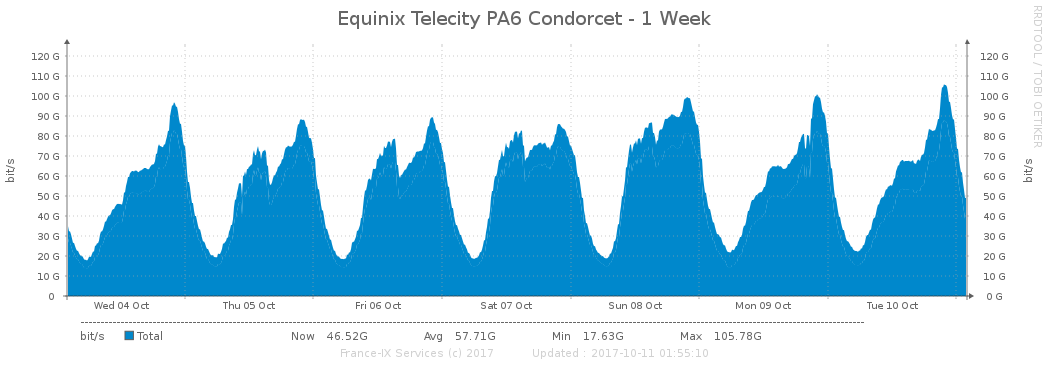 Equinix Telecity PA6 Condorcet - 1 Week
RRDTOOL / TOBI OETIKER
bit/s
120 G 120 G
110 G 110 G
100 G 100 G
90 G 90 G
80 G 80 G
70 G 70 G
60 G 60 G
50 G 50 G
40 G 40 G
30 G 30 G
20 G 20 G
10 G 10 G
0 0 G
bit/s
Wed 04 Oct Thu 05 Oct Fri 06 Oct Sat 07 Oct Sun 08 Oct Mon 09 Oct Tue 10 Oct
bit/s Total Now 46.52G Avg 57.71G Min 17.63G Max 105.78G
France-IX Services (c) 2017 Updated : 2017-10-11 01:55:10